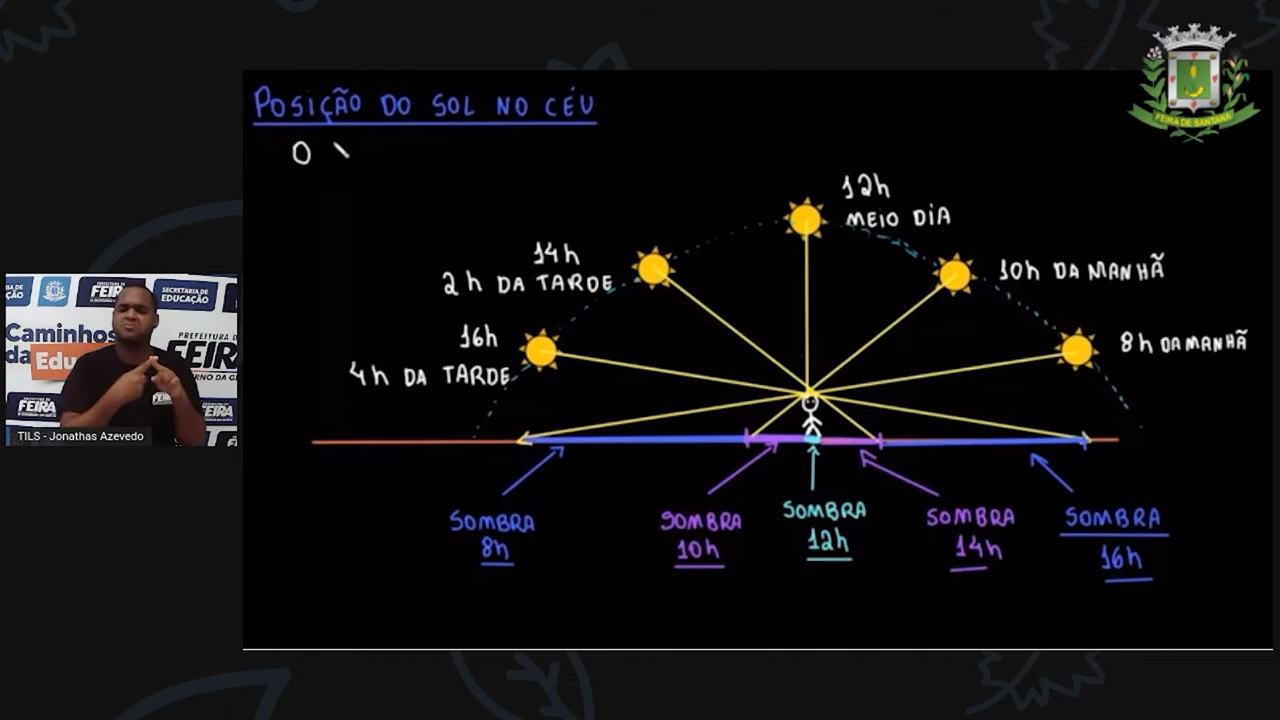 POSIÇÃO DO SOL NO CÉU
12h
MEIO DIA
14h
2h DA TARDE
10h DA MANHÃ
16h
4h DA TARDE
8h DA MANHÃ
SOMBRA
8h
SOMBRA
10h
SOMBRA
12h
SOMBRA
14h
SOMBRA
16h
FEIRA DE SANTANA
SECRETARIA DE
EDUCAÇÃO
Caminhos
da Edu
PREFEITURA
FEIRA
TILS - Jonathas Azevedo